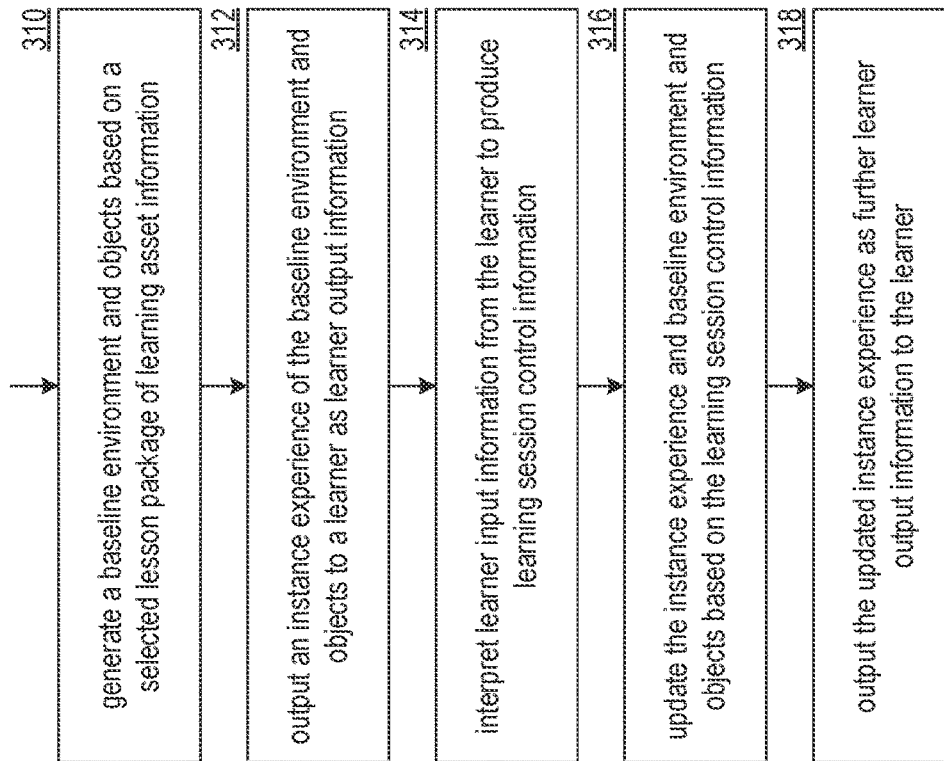 310
generate a baseline environment and objects based on a
selected lesson package of learning asset information
312
output an instance experience of the baseline environment and
objects to a learner as learner output information
314
interpret learner input information from the learner to produce
learning session control information
316
update the instance experience and baseline environment and
objects based on the learning session control information
318
output the updated instance experience as further learner
output information to the learner